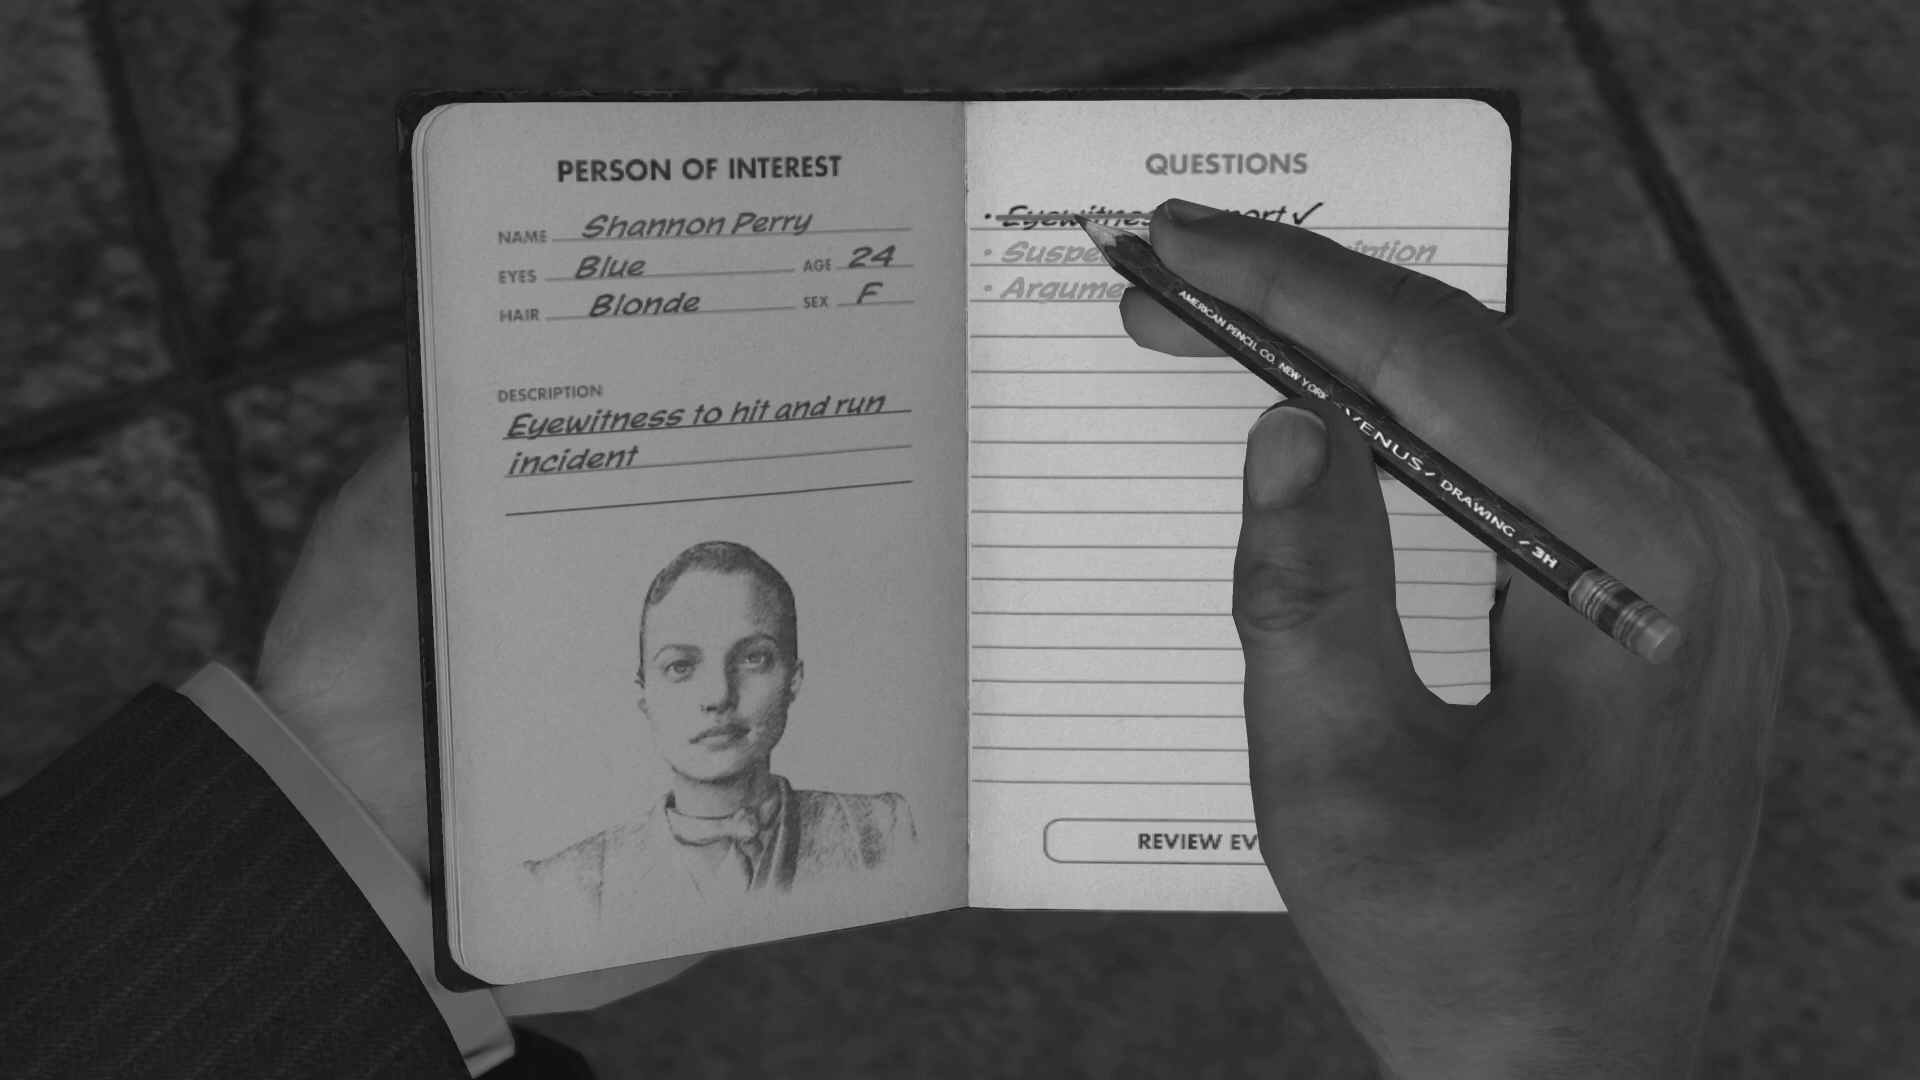 PERSON OF INTEREST
NAME Shannon Perry
EYES Blue AGE 24
HAIR Blonde SEX F
DESCRIPTION
Eyewitness to hit and run
incident
QUESTIONS
• Eyewitness ✓
REVIEW
AMERICAN PENCIL CO. NEW YORK VENUS / DRAWING / 3H